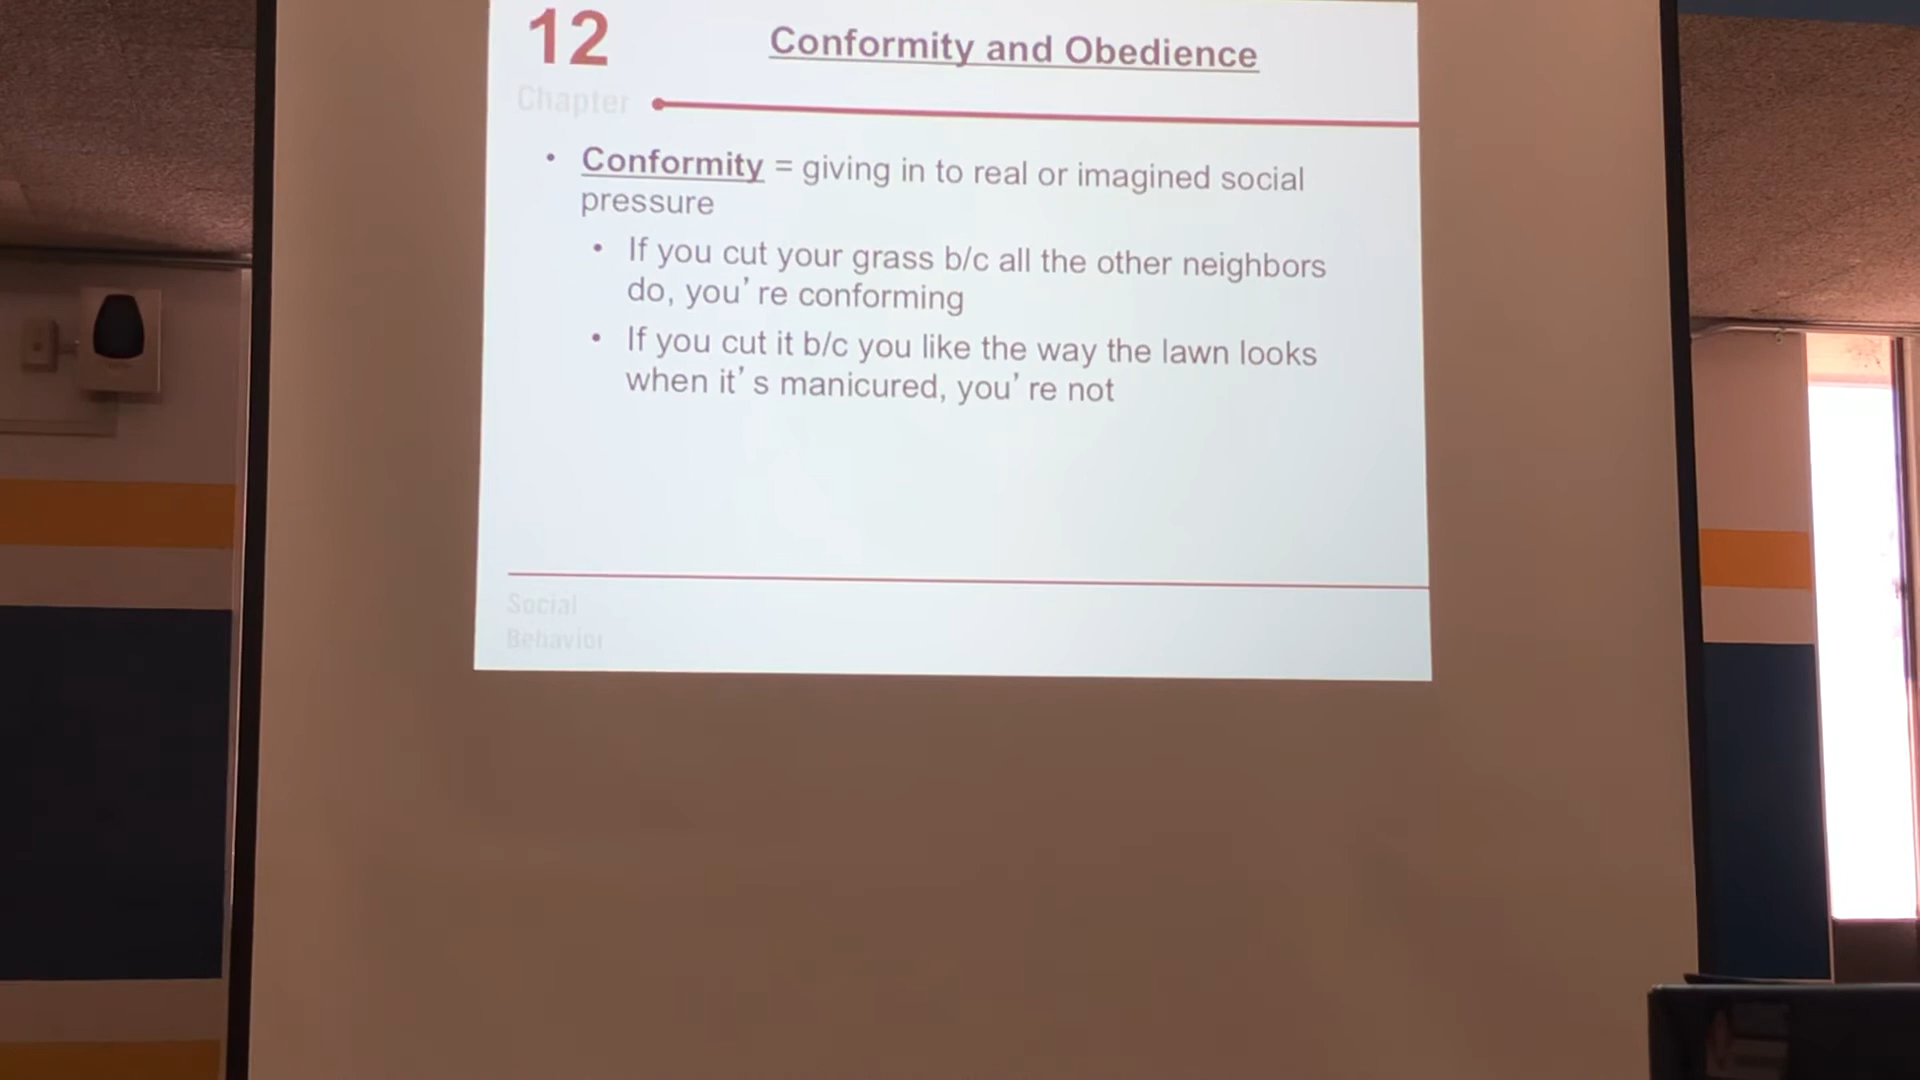 12
Conformity and Obedience
Chapter
• Conformity = giving in to real or imagined social
pressure
• If you cut your grass b/c all the other neighbors
do, you’re conforming
• If you cut it b/c you like the way the lawn looks
when it’s manicured, you’re not
Social
Behavior